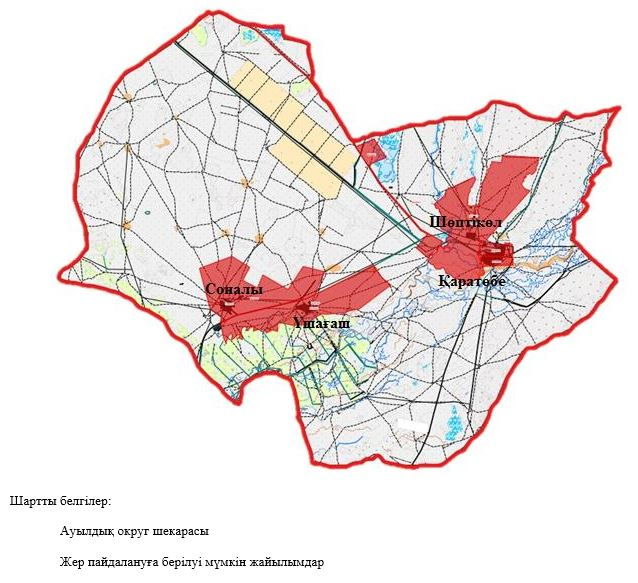 Шөптікөл
Қаратөбе
Соналы
Үшағаш
Шартты белгілер:
Ауылдық округ шекарасы
Жер пайдалануға берілуі мүмкін жайылымдар